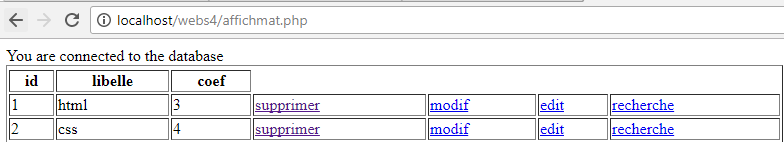 localhost/webs4/affichmat.php
You are connected to the database
id libelle coef
1 html 3 supprimer modif edit recherche
2 css 4 supprimer modif edit recherche